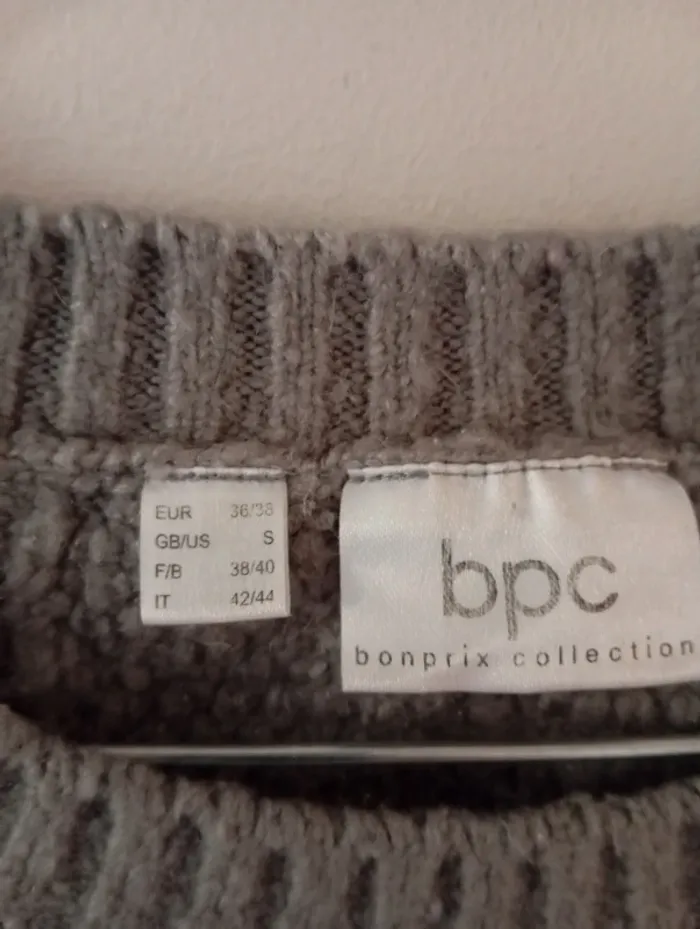 EUR 36/38
GB/US S
F/B 38/40
IT 42/44
bpc
bonprix collection